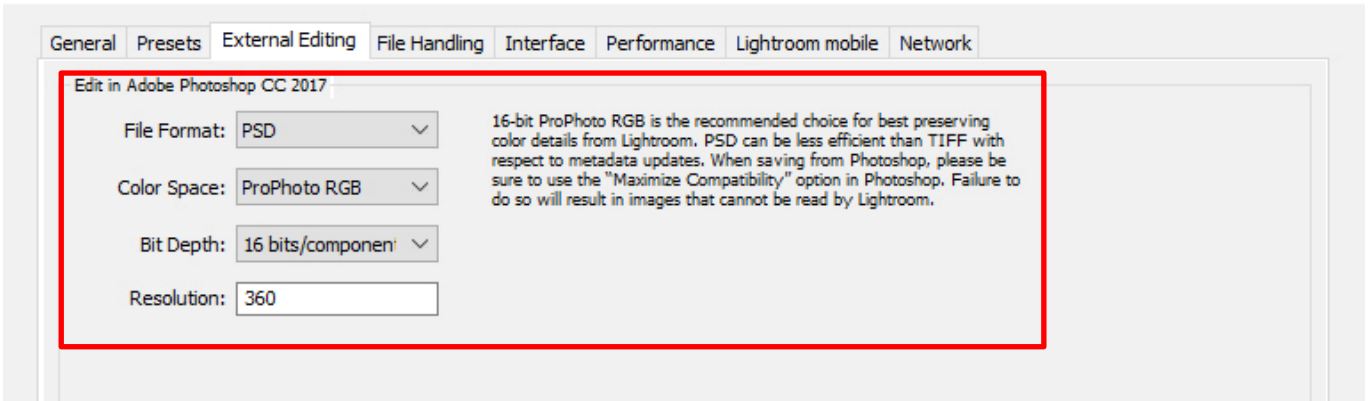 General Presets External Editing File Handling Interface Performance Lightroom mobile Network
Edit in Adobe Photoshop CC 2017
File Format: PSD
16-bit ProPhoto RGB is the recommended choice for best preserving
color details from Lightroom. PSD can be less efficient than TIFF with
respect to metadata updates. When saving from Photoshop, please be
sure to use the “Maximize Compatibility” option in Photoshop. Failure to
do so will result in images that cannot be read by Lightroom.
Color Space: ProPhoto RGB
Bit Depth: 16 bits/component
Resolution: 360